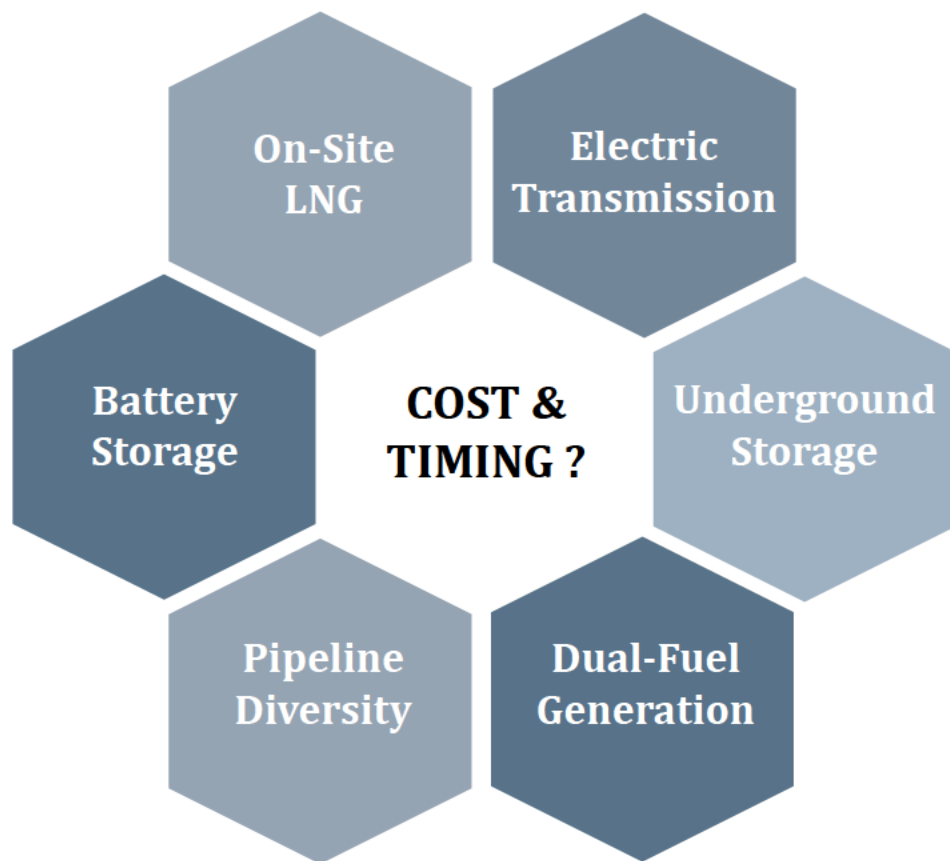 On-Site
LNG
Electric
Transmission
Battery
Storage
COST &
TIMING ?
Underground
Storage
Pipeline
Diversity
Dual-Fuel
Generation